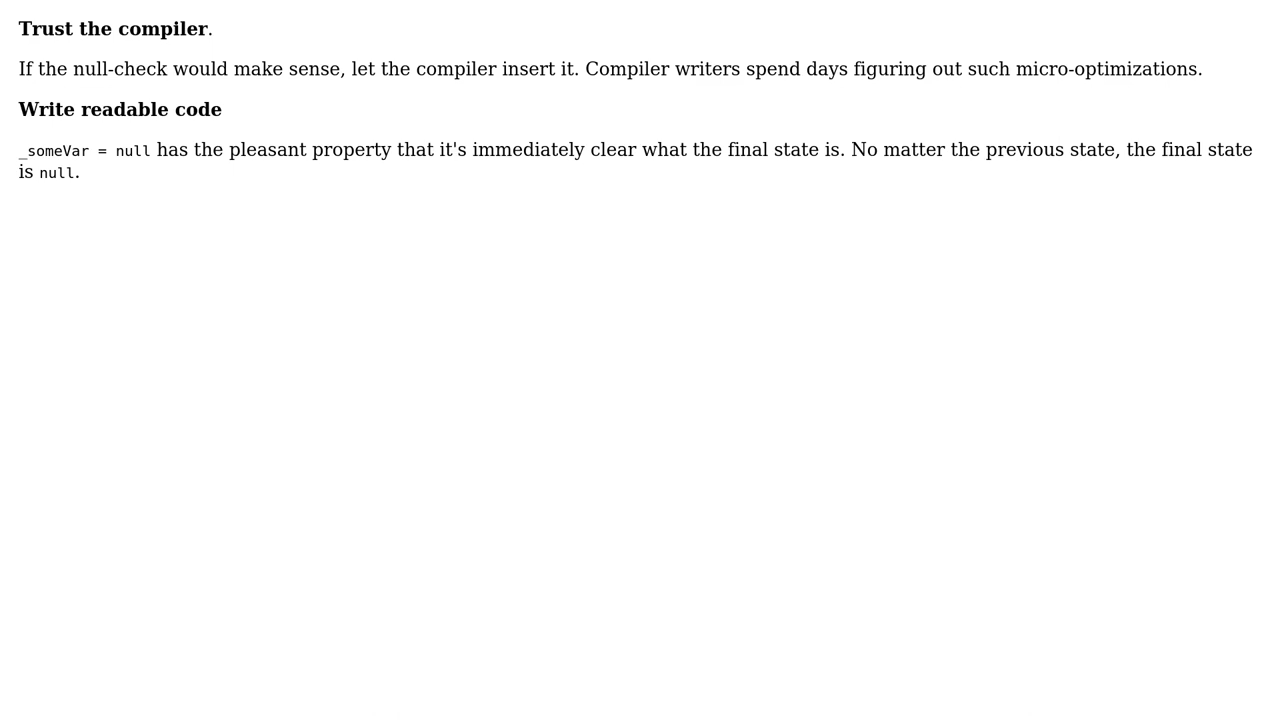 Trust the compiler.
If the null-check would make sense, let the compiler insert it. Compiler writers spend days figuring out such micro-optimizations.
Write readable code
_someVar = null has the pleasant property that it's immediately clear what the final state is. No matter the previous state, the final state
is null.